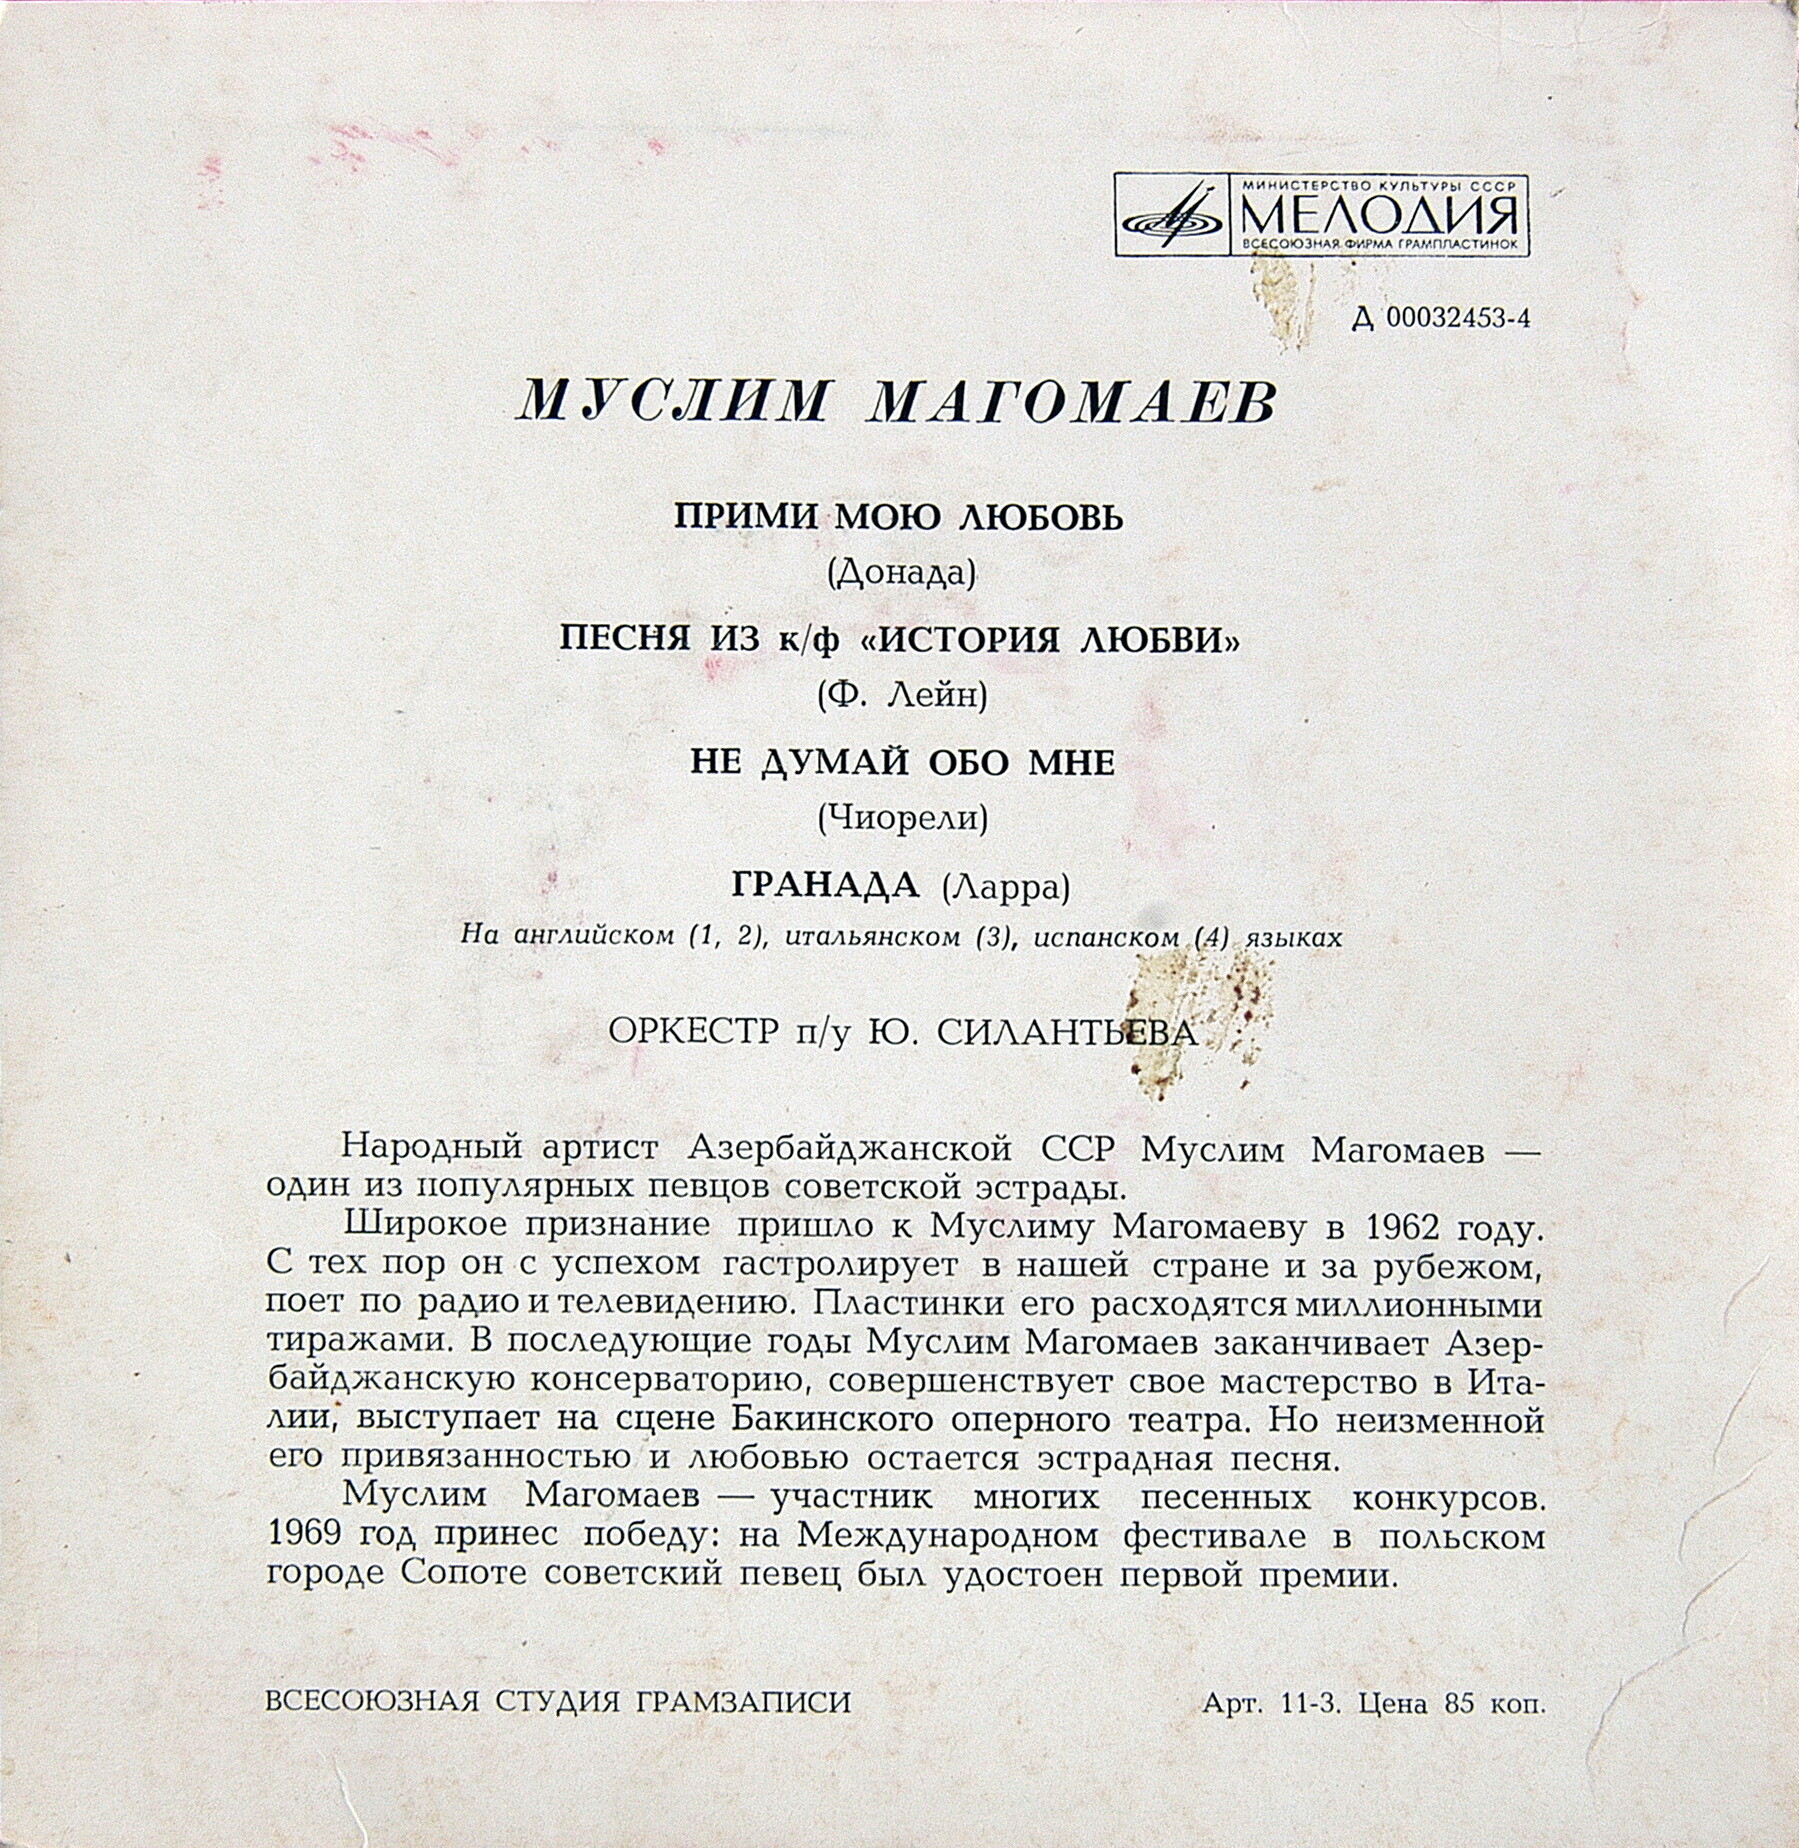 МИНИСТЕРСТВО КУЛЬТУРЫ СССР
МЕЛОДИЯ
ВСЕСОЮЗНАЯ ФИРМА ГРАМПЛАСТИНОК
Д 00032453-4
МУСЛИМ МАГОМАЕВ
ПРИМИ МОЮ ЛЮБОВЬ
(Донада)
ПЕСНЯ ИЗ к/ф «ИСТОРИЯ ЛЮБВИ»
(Ф. Лейн)
НЕ ДУМАЙ ОБО МНЕ
(Чиорели)
ГРАНАДА (Ларра)
На английском (1, 2), итальянском (3), испанском (4) языках
ОРКЕСТР п/у Ю. СИЛАНТЬЕВА
Народный артист Азербайджанской ССР Муслим Магомаев —
один из популярных певцов советской эстрады.
Широкое признание пришло к Муслиму Магомаеву в 1962 году.
С тех пор он с успехом гастролирует в нашей стране и за рубежом,
поет по радио и телевидению. Пластинки его расходятся миллионными
тиражами. В последующие годы Муслим Магомаев заканчивает Азер-
байджанскую консерваторию, совершенствует свое мастерство в Ита-
лии, выступает на сцене Бакинского оперного театра. Но неизменной
его привязанностью и любовью остается эстрадная песня.
Муслим Магомаев — участник многих песенных конкурсов.
1969 год принес победу: на Международном фестивале в польском
городе Сопоте советский певец был удостоен первой премии.
ВСЕСОЮЗНАЯ СТУДИЯ ГРАМЗАПИСИ
Арт. 11-3. Цена 85 коп.